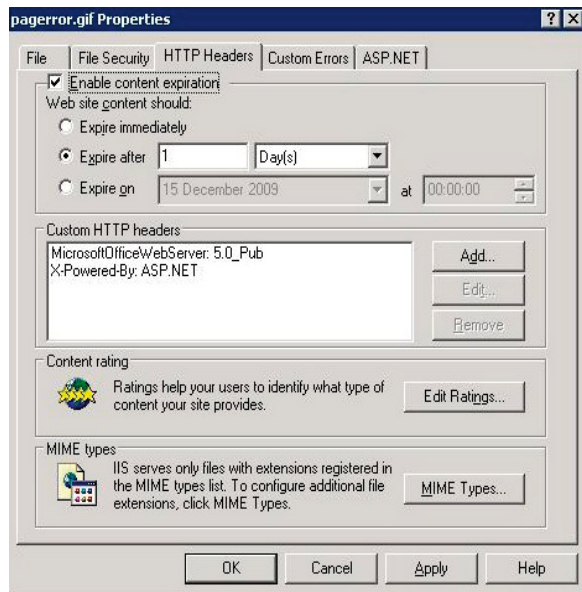 pagerror.gif Properties
File File Security HTTP Headers Custom Errors ASP.NET
Enable content expiration
Web site content should:
Expire immediately
Expire after 1 Day(s)
Expire on 15 December 2009 at 00:00:00
Custom HTTP headers
MicrosoftOfficeWebServer: 5.0_Pub
X-Powered-By: ASP.NET
Add...
Edit...
Remove
Content rating
Ratings help your users to identify what type of
content your site provides.
Edit Ratings...
MIME types
IIS serves only files with extensions registered in
the MIME types list. To configure additional file
extensions, click MIME Types.
MIME Types...
OK Cancel Apply Help